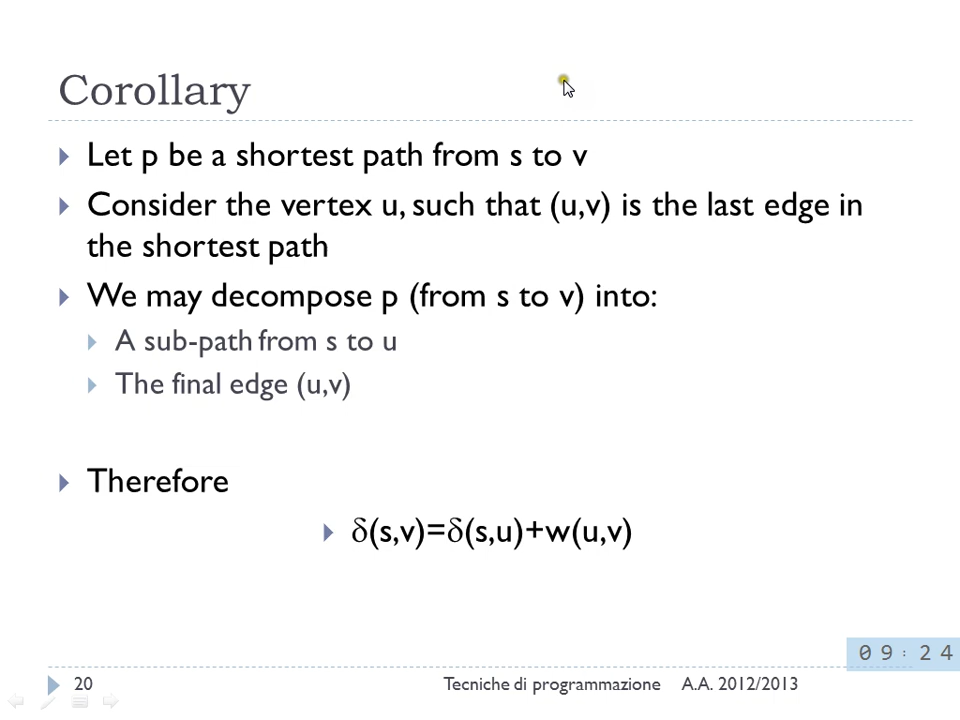 Corollary
Let p be a shortest path from s to v
Consider the vertex u, such that (u,v) is the last edge in
the shortest path
We may decompose p (from s to v) into:
A sub-path from s to u
The final edge (u,v)
Therefore
δ(s,v)=δ(s,u)+w(u,v)
09:24
20 Tecniche di programmazione A.A. 2012/2013